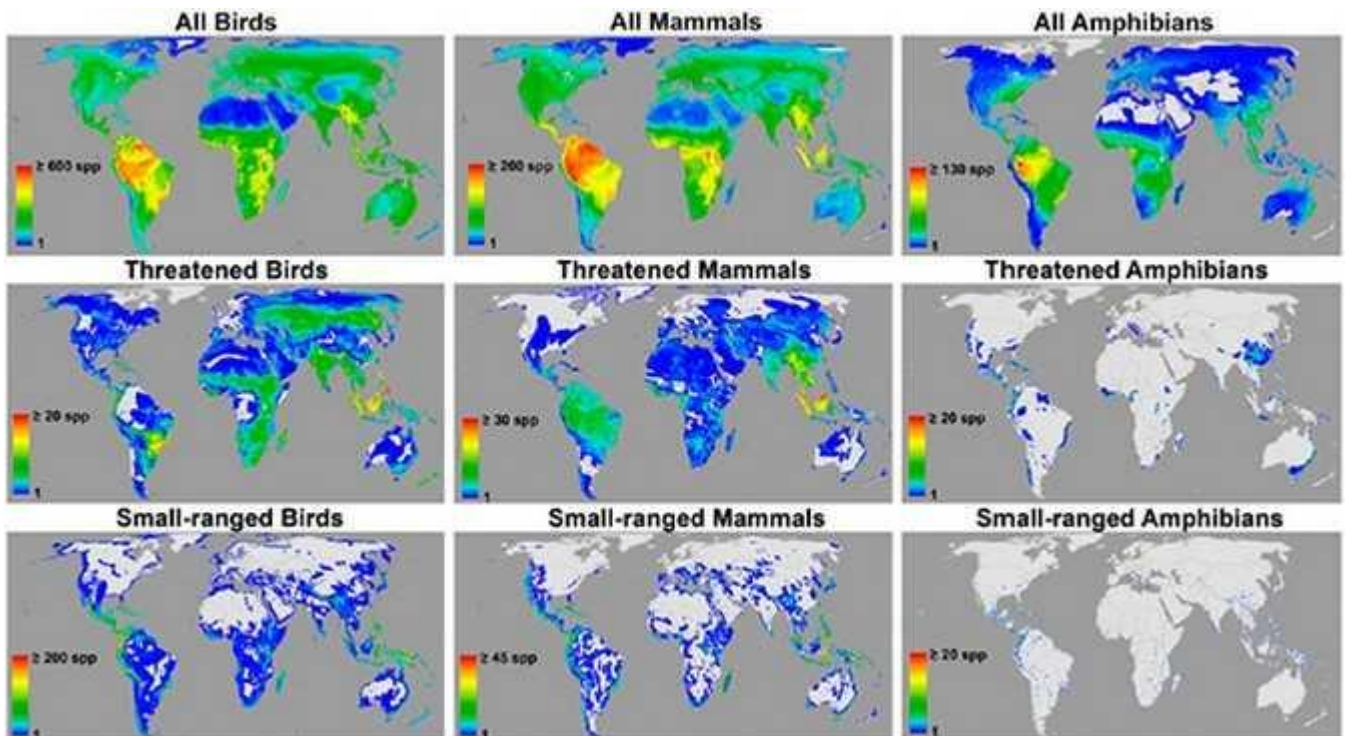 All Birds
All Mammals
All Amphibians
≥ 600 spp
1
≥ 260 spp
1
≥ 130 spp
1
Threatened Birds
Threatened Mammals
Threatened Amphibians
≥ 20 spp
1
≥ 30 spp
1
≥ 20 spp
1
Small-ranged Birds
Small-ranged Mammals
Small-ranged Amphibians
≥ 200 spp
1
≥ 45 spp
1
≥ 20 spp
1